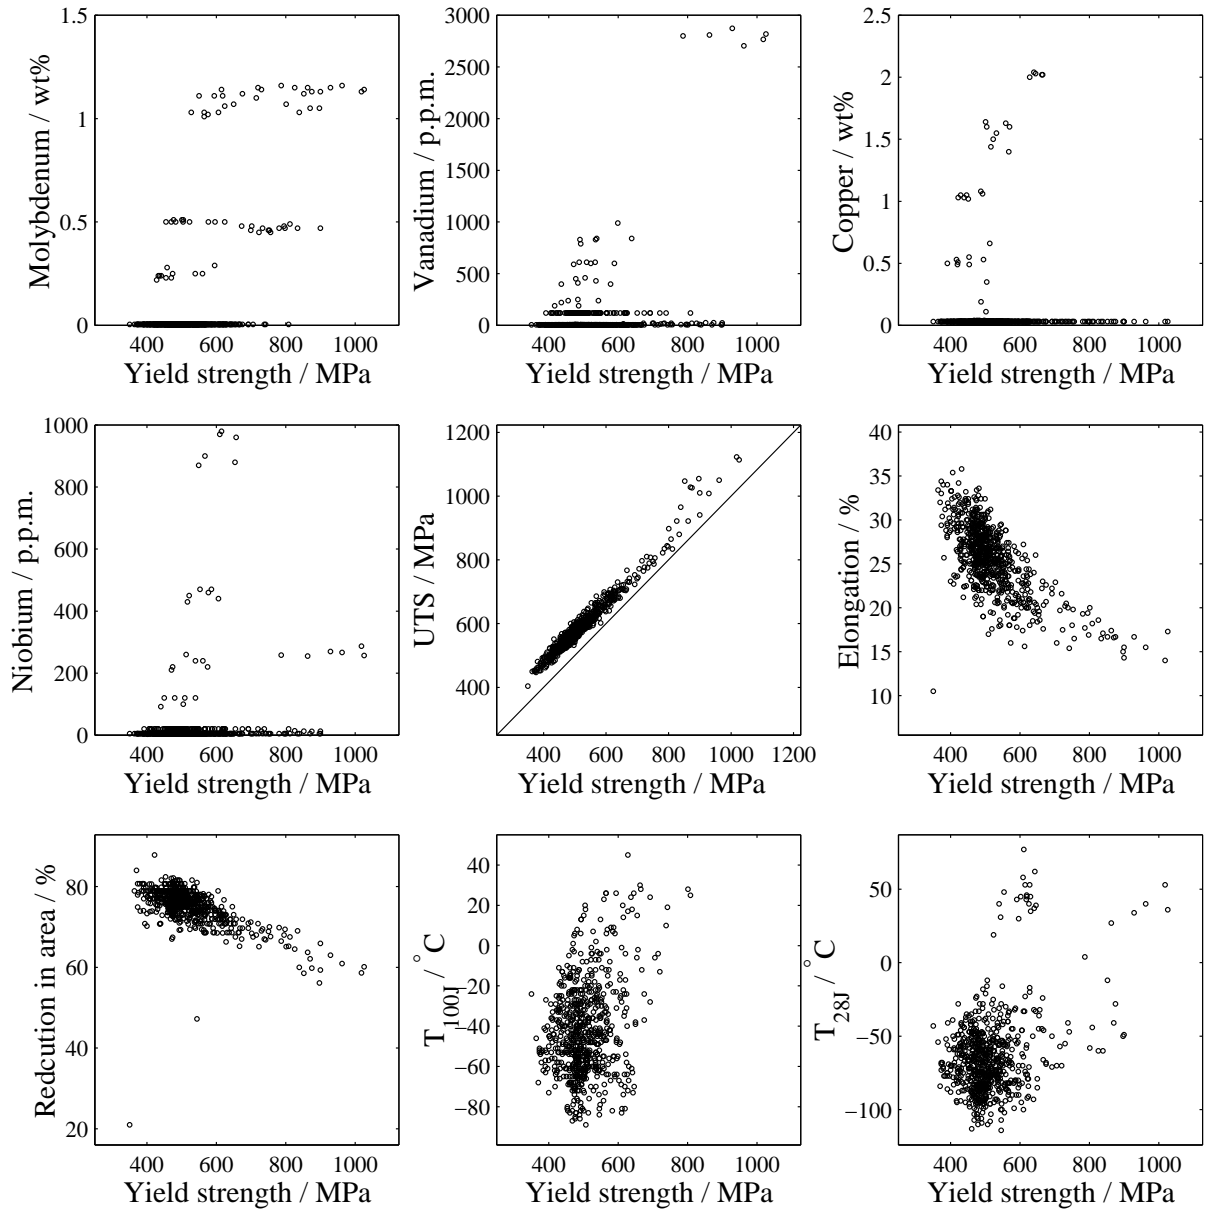 1.5
1
0.5
0
400 600 800 1000
Molybdenum / wt%
Yield strength / MPa
3000
2500
2000
1500
1000
500
0
400 600 800 1000
Vanadium / p.p.m.
Yield strength / MPa
2.5
2
1.5
1
0.5
0
400 600 800 1000
Copper / wt%
Yield strength / MPa
1000
800
600
400
200
0
400 600 800 1000
Niobium / p.p.m.
Yield strength / MPa
1200
1000
800
600
400
400 600 800 1000 1200
UTS / MPa
Yield strength / MPa
40
35
30
25
20
15
10
400 600 800 1000
Elongation / %
Yield strength / MPa
80
60
40
20
400 600 800 1000
Redcution in area / %
Yield strength / MPa
40
20
0
−20
−40
−60
−80
400 600 800 1000
T100J / °C
Yield strength / MPa
50
0
−50
−100
400 600 800 1000
T28J / °C
Yield strength / MPa